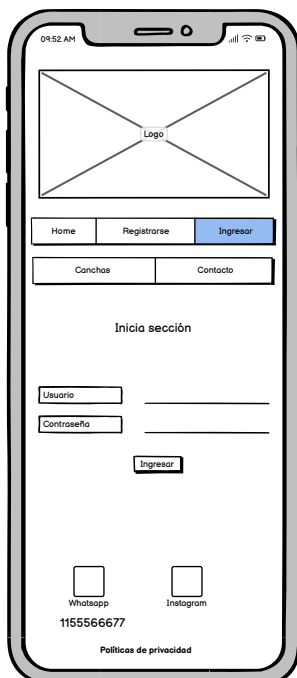 09:52 AM
Logo
Home Registrarse Ingresar
Canchas Contacto
Inicia sección
Usuario
Contraseña
Ingresar
Whatsapp Instagram
1155566677
Políticas de privacidad